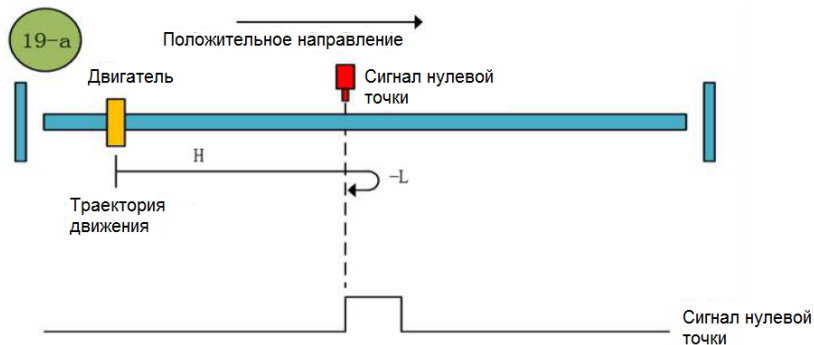 19-a
Положительное направление
Двигатель
Сигнал нулевой
точки
H
-L
Траектория
движения
Сигнал нулевой
точки